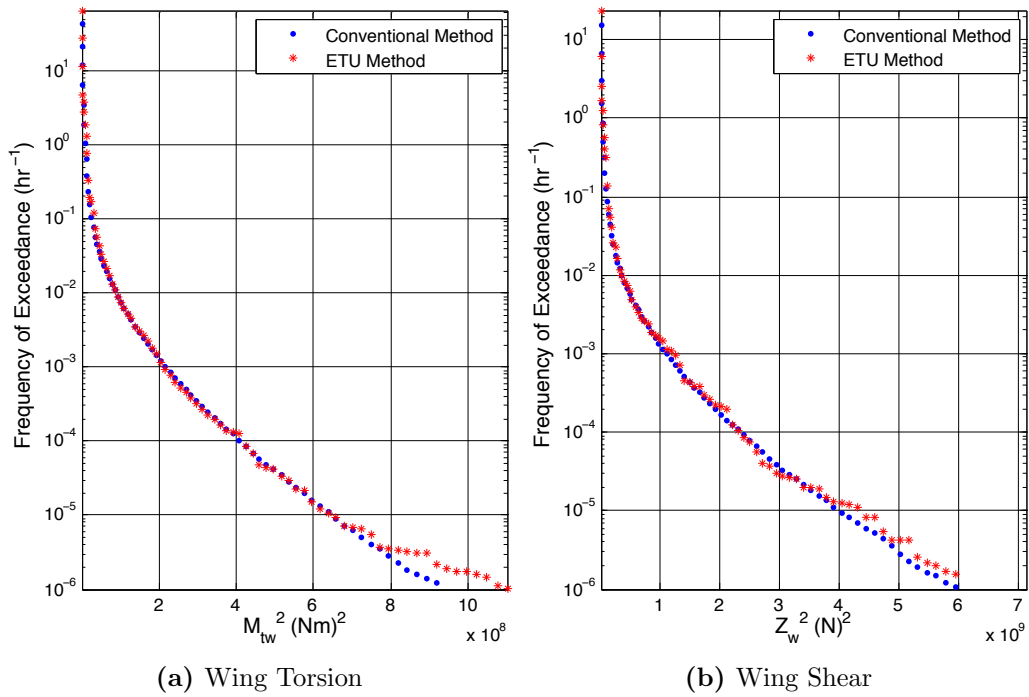 Conventional Method
ETU Method
Frequency of Exceedance (hr⁻¹)
10¹
10⁰
10⁻¹
10⁻²
10⁻³
10⁻⁴
10⁻⁵
10⁻⁶
2
4
6
8
10
x 10⁸
M_tw² (Nm)²
(a) Wing Torsion
Conventional Method
ETU Method
Frequency of Exceedance (hr⁻¹)
10¹
10⁰
10⁻¹
10⁻²
10⁻³
10⁻⁴
10⁻⁵
10⁻⁶
1
2
3
4
5
6
7
x 10⁹
Z_w² (N)²
(b) Wing Shear